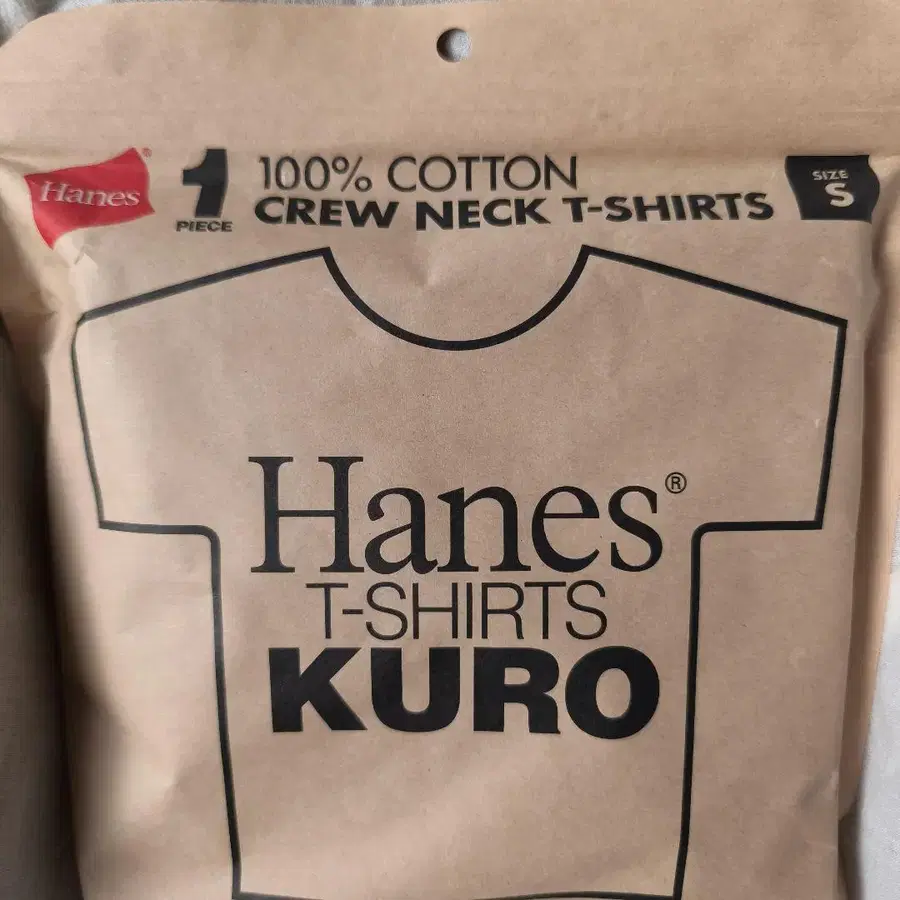 Hanes®
1
PIECE
100% COTTON
CREW NECK T-SHIRTS
SIZE
S
Hanes®
T-SHIRTS
KURO